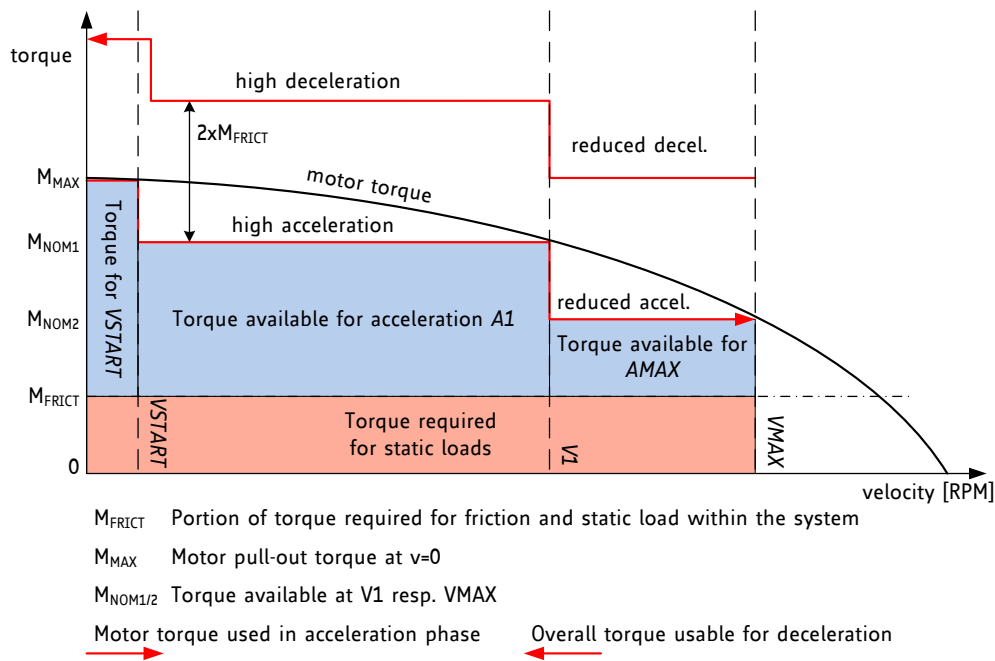 torque
high deceleration
2xMFRICT
reduced decel.
MMAX
motor torque
Torque for VSTART
MNOM1
high acceleration
reduced accel.
MNOM2
Torque available for acceleration A1
Torque available for
AMAX
MFRICT
VSTART
Torque required
for static loads
V1
VMAX
0
velocity [RPM]
MFRICT Portion of torque required for friction and static load within the system
MMAX Motor pull-out torque at v=0
MNOM1/2 Torque available at V1 resp. VMAX
Motor torque used in acceleration phase
Overall torque usable for deceleration